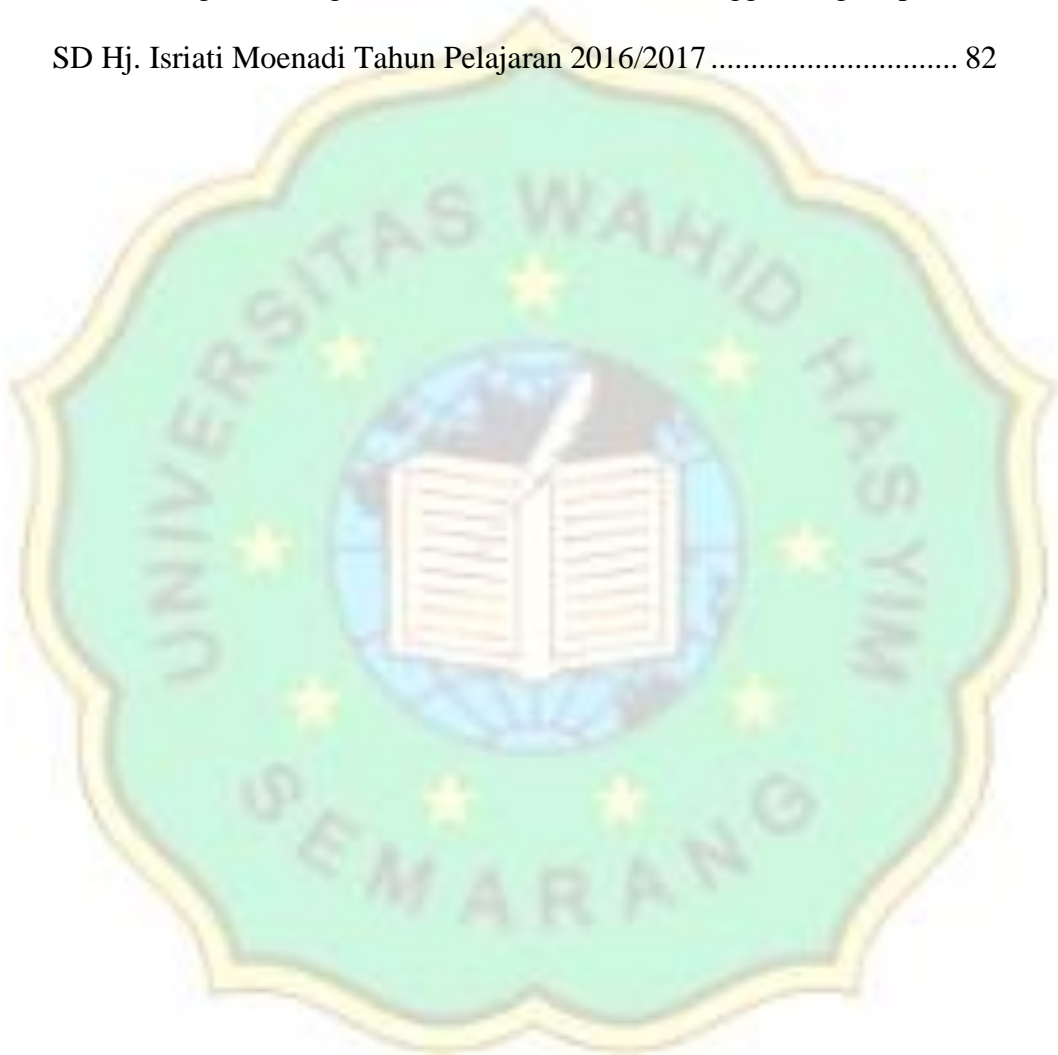 SD Hj. Isriati Moenadi Tahun Pelajaran 2016/2017 ............................. 82
UNIVERSITAS WAHID HASYIM
SEMARANG